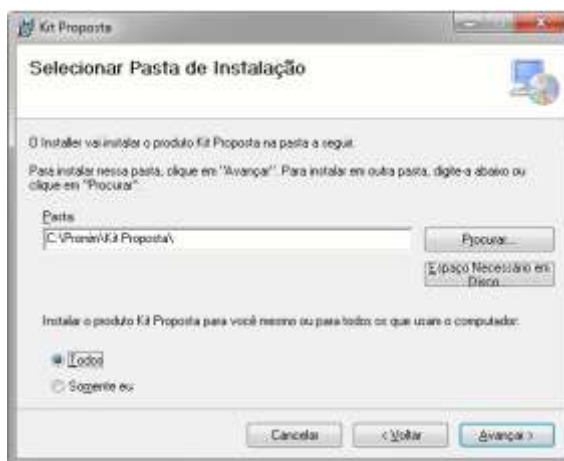 Kit Proposta
Selecionar Pasta de Instalação
O Installer vai instalar o produto Kit Proposta na pasta a seguir.
Para instalar nessa pasta, clique em "Avançar". Para instalar em outra pasta, digite-a abaixo ou
clique em "Procurar".
Pasta:
C:\Pronim\Kit Proposta\
Procurar...
Espaço Necessário em
Disco...
Instalar o produto Kit Proposta para você mesmo ou para todos os que usam o computador:
Todos
Somente eu
Cancelar
< Voltar
Avançar >